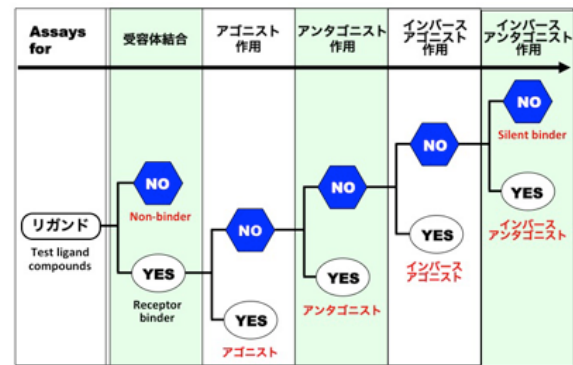 Assays
for
受容体結合
アゴニスト
作用
アンタゴニスト
作用
インバース
アゴニスト
作用
インバース
アンタゴニスト
作用
リガンド
Test ligand
compounds
NO
Non-binder
YES
Receptor
binder
NO
YES
アゴニスト
NO
YES
アンタゴニスト
NO
YES
インバース
アゴニスト
NO
Silent binder
YES
インバース
アンタゴニスト